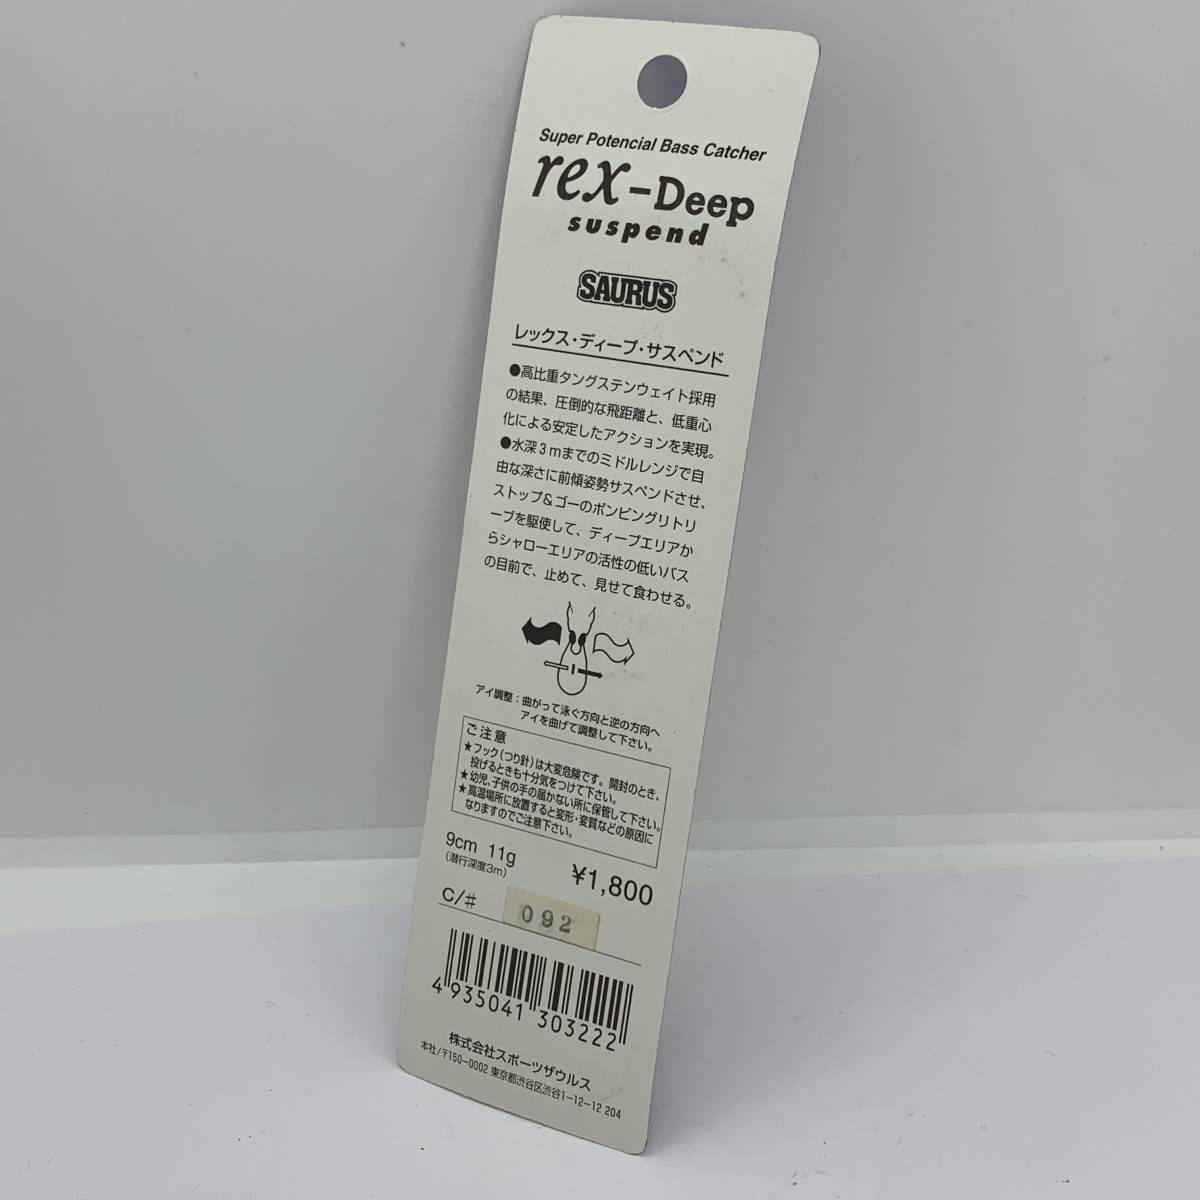 Super Potencial Bass Catcher
rex-Deep
suspend
SAURUS
レックス・ディープ・サスペンド
●高比重タングステンウェイト採用
の結果、圧倒的な飛距離と、低重心
化による安定したアクションを実現。
●水深3mまでのミドルレンジで自
由な深さに前傾姿勢サスペンドさせ、
ストップ&ゴーのポンピングリトリ
ーブを駆使して、ディープエリアか
らシャローエリアの活性の低いバス
の目前で、止めて、見せて食わせる。
アイ調整：曲がって泳ぐ方向と逆の方向へ
アイを曲げて調整して下さい。
ご注意
★フック(つり針)は大変危険です。開封のとき、
投げるときも十分気をつけて下さい。
★幼児、子供の手の届かない所に保管して下さい。
★高温場所に放置すると変形・変質などの原因に
なりますのでご注意下さい。
9cm 11g
(潜行深度3m)
¥1,800
C/# 092
4 935041 303222
株式会社スポーツザウルス
本社/〒150-0002 東京都渋谷区渋谷1-12-12 204